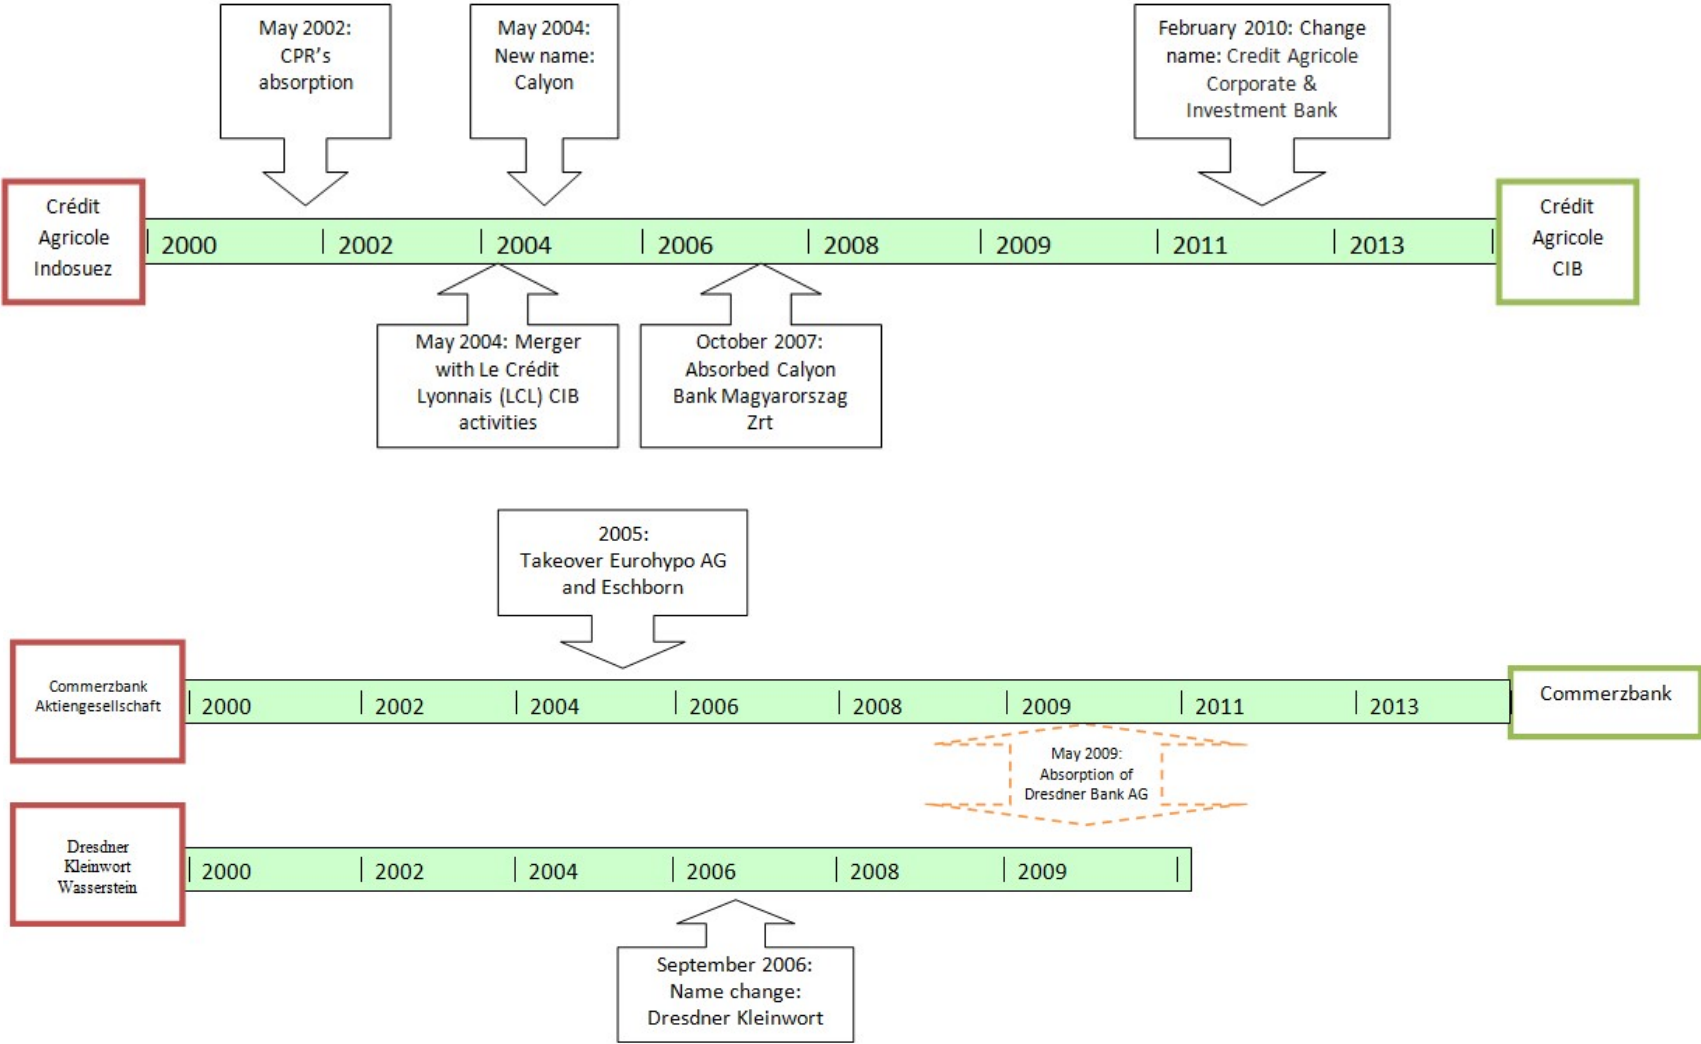 May 2002:
CPR's
absorption
May 2004:
New name:
Calyon
February 2010: Change
name: Credit Agricole
Corporate &
Investment Bank
Crédit
Agricole
Indosuez
2000 2002 2004 2006 2008 2009 2011 2013
Crédit
Agricole
CIB
May 2004: Merger
with Le Crédit
Lyonnais (LCL) CIB
activities
October 2007:
Absorbed Calyon
Bank Magyarorszag
Zrt
2005:
Takeover Eurohypo AG
and Eschborn
Commerzbank
Aktiengesellschaft
2000 2002 2004 2006 2008 2009 2011 2013
Commerzbank
May 2009:
Absorption of
Dresdner Bank AG
Dresdner
Kleinwort
Wasserstein
2000 2002 2004 2006 2008 2009
September 2006:
Name change:
Dresdner Kleinwort